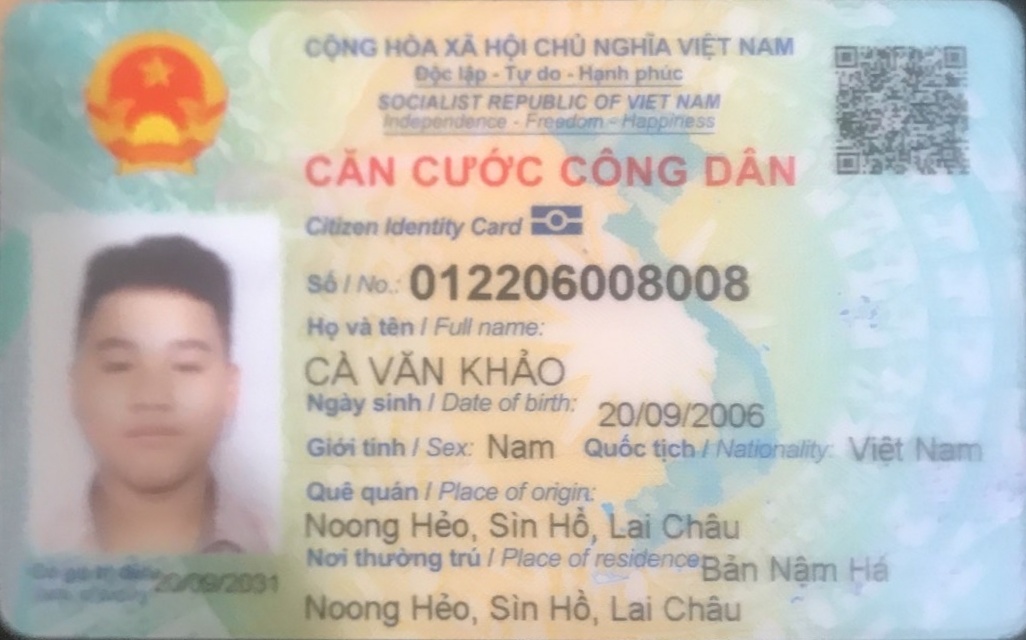 CỘNG HÒA XÃ HỘI CHỦ NGHĨA VIỆT NAM
Độc lập - Tự do - Hạnh phúc
SOCIALIST REPUBLIC OF VIET NAM
Independence - Freedom - Happiness
CĂN CƯỚC CÔNG DÂN
Citizen Identity Card
Số / No.: 012206008008
Họ và tên / Full name:
CÀ VĂN KHẢO
Ngày sinh / Date of birth: 20/09/2006
Giới tính / Sex: Nam Quốc tịch / Nationality: Việt Nam
Quê quán / Place of origin:
Noong Hẻo, Sìn Hồ, Lai Châu
Nơi thường trú / Place of residence: Bản Nậm Há
Noong Hẻo, Sìn Hồ, Lai Châu
20/09/2031